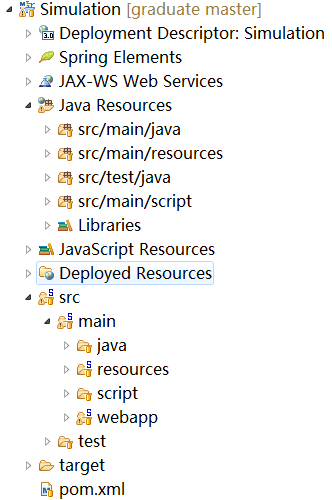 Simulation [graduate master]
Deployment Descriptor: Simulation
Spring Elements
JAX-WS Web Services
Java Resources
src/main/java
src/main/resources
src/test/java
src/main/script
Libraries
JavaScript Resources
Deployed Resources
src
main
java
resources
script
webapp
test
target
pom.xml